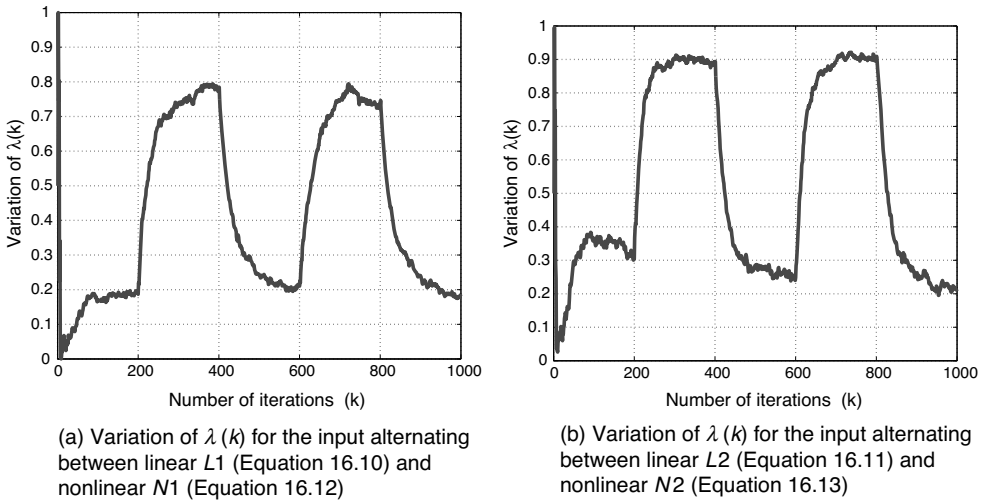 1
0.9
0.8
0.7
0.6
0.5
0.4
0.3
0.2
0.1
0
Variation of λ(k)
0 200 400 600 800 1000
Number of iterations (k)
(a) Variation of λ (k) for the input alternating
between linear L1 (Equation 16.10) and
nonlinear N1 (Equation 16.12)
1
0.9
0.8
0.7
0.6
0.5
0.4
0.3
0.2
0.1
0
Variation of λ(k)
0 200 400 600 800 1000
Number of iterations (k)
(b) Variation of λ (k) for the input alternating
between linear L2 (Equation 16.11) and
nonlinear N2 (Equation 16.13)